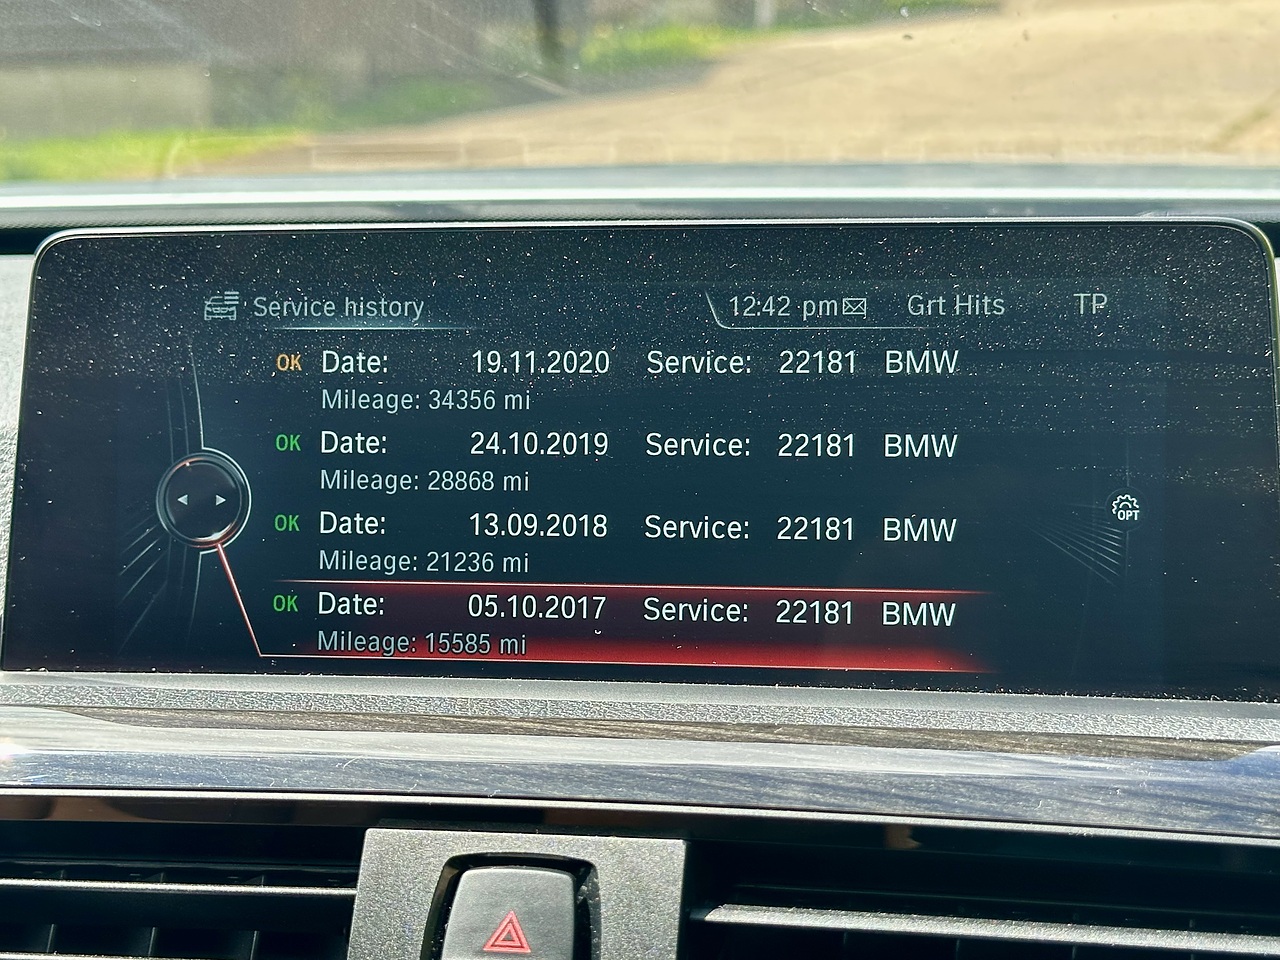 Service history 12:42 pm Grt Hits TP
OK Date: 19.11.2020 Service: 22181 BMW
Mileage: 34356 mi
OK Date: 24.10.2019 Service: 22181 BMW
Mileage: 28868 mi
OK Date: 13.09.2018 Service: 22181 BMW
Mileage: 21236 mi
OK Date: 05.10.2017 Service: 22181 BMW
Mileage: 15585 mi
OPT